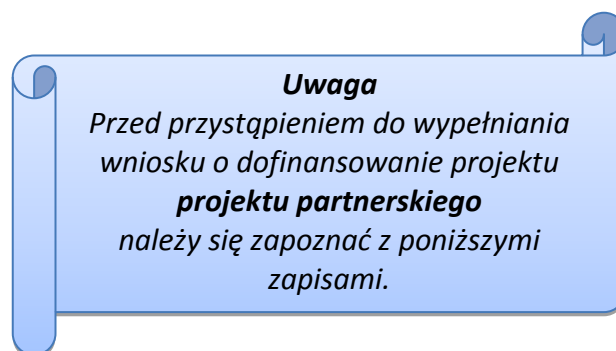 Uwaga
Przed przystąpieniem do wypełniania
wniosku o dofinansowanie projektu
projektu partnerskiego
należy się zapoznać z poniższymi
zapisami.